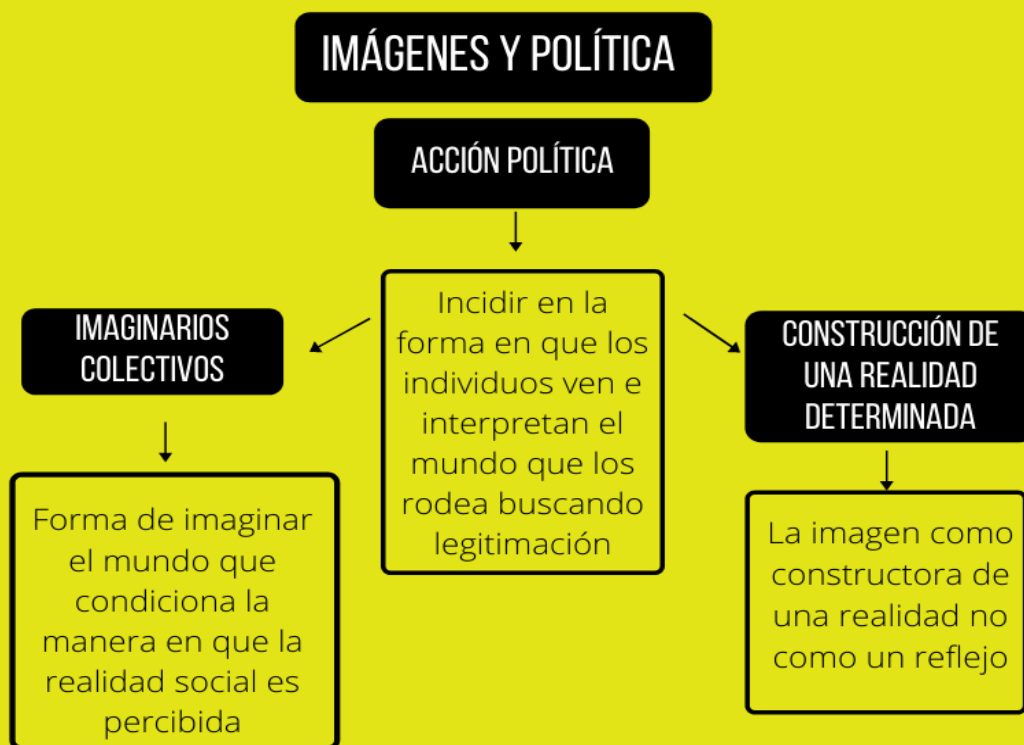 IMÁGENES Y POLÍTICA
ACCIÓN POLÍTICA
Incidir en la
forma en que los
individuos ven e
interpretan el
mundo que los
rodea buscando
legitimación
IMAGINARIOS
COLECTIVOS
Forma de imaginar
el mundo que
condiciona la
manera en que la
realidad social es
percibida
CONSTRUCCIÓN DE
UNA REALIDAD
DETERMINADA
La imagen como
constructora de
una realidad no
como un reflejo